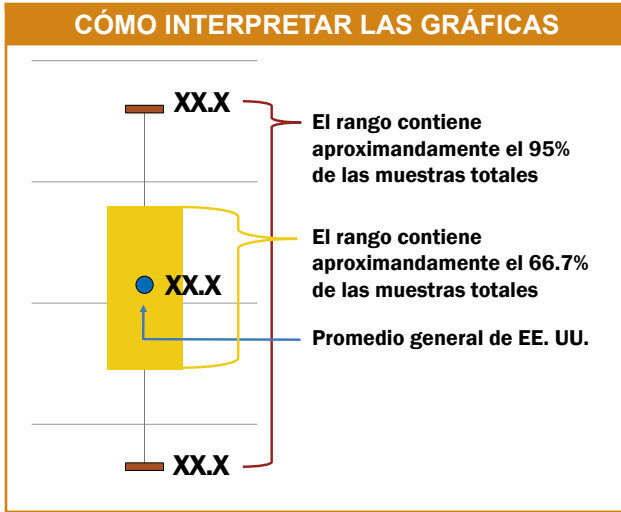 CÓMO INTERPRETAR LAS GRÁFICAS
XX.X
El rango contiene
aproximandamente el 95%
de las muestras totales
El rango contiene
aproximandamente el 66.7%
de las muestras totales
XX.X
Promedio general de EE. UU.
XX.X